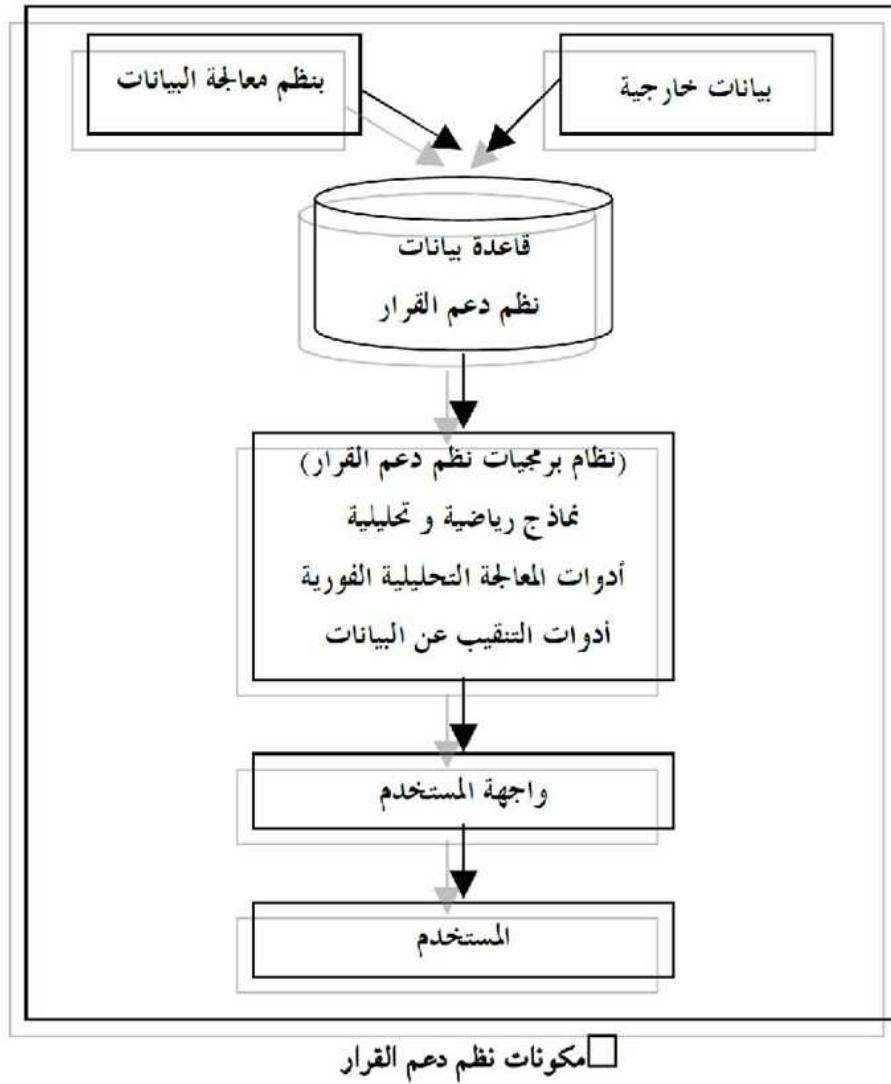 بيانات خارجية
بنظم معالجة البيانات
قاعدة بيانات
نظم دعم القرار
(نظام برمجيات نظم دعم القرار)
نماذج رياضية و تحليلية
أدوات المعالجة التحليلية الفورية
أدوات التنقيب عن البيانات
واجهة المستخدم
المستخدم
مكونات نظم دعم القرار